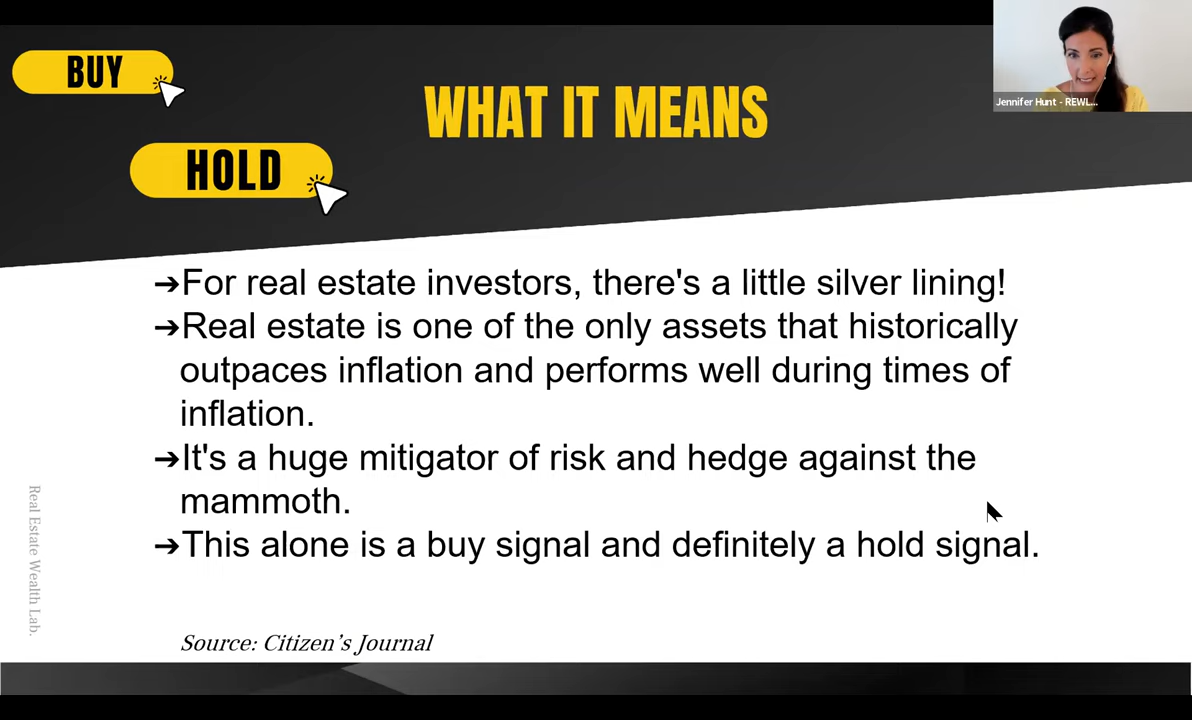 BUY
WHAT IT MEANS
Jennifer Hunt - REWL...
HOLD
➔For real estate investors, there's a little silver lining!
➔Real estate is one of the only assets that historically
outpaces inflation and performs well during times of
inflation.
➔It's a huge mitigator of risk and hedge against the
mammoth.
➔This alone is a buy signal and definitely a hold signal.
Real Estate Wealth Lab.
Source: Citizen’s Journal